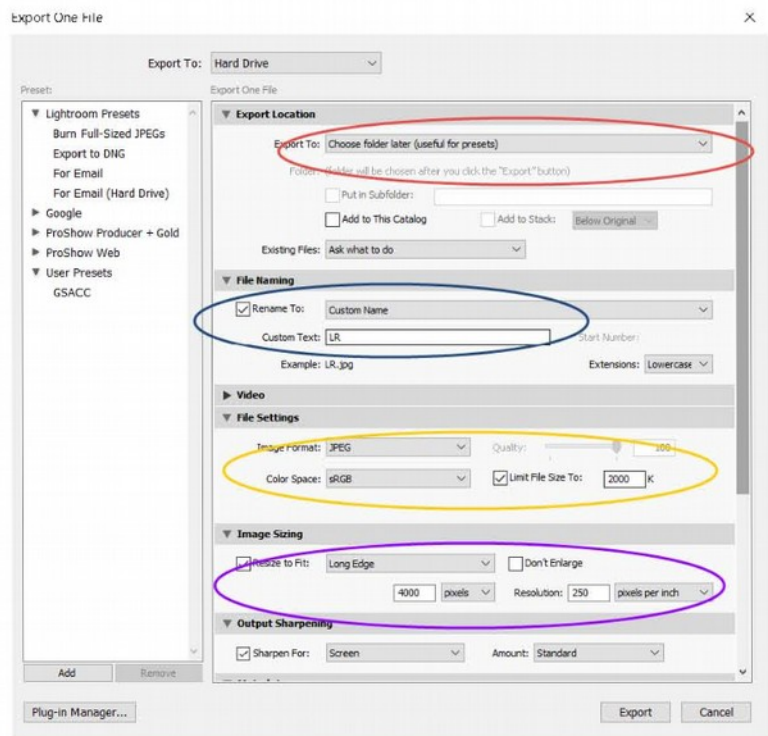 Export One File
Export To: Hard Drive
Preset:
Lightroom Presets
Burn Full-Sized JPEGs
Export to DNG
For Email
For Email (Hard Drive)
Google
ProShow Producer + Gold
ProShow Web
User Presets
GSACC
Add Remove
Plug-in Manager...
Export One File
Export Location
Export To: Choose folder later (useful for presets)
Folder: (folder will be chosen after you click the "Export" button)
Put in Subfolder:
Add to This Catalog Add to Stack: Below Original
Existing Files: Ask what to do
File Naming
Rename To: Custom Name
Custom Text: LR Start Number:
Example: LR.jpg Extensions: Lowercase
Video
File Settings
Image Format: JPEG Quality: 100
Color Space: sRGB Limit File Size To: 2000 K
Image Sizing
Resize to Fit: Long Edge Don't Enlarge
4000 pixels Resolution: 250 pixels per inch
Output Sharpening
Sharpen For: Screen Amount: Standard
Export Cancel